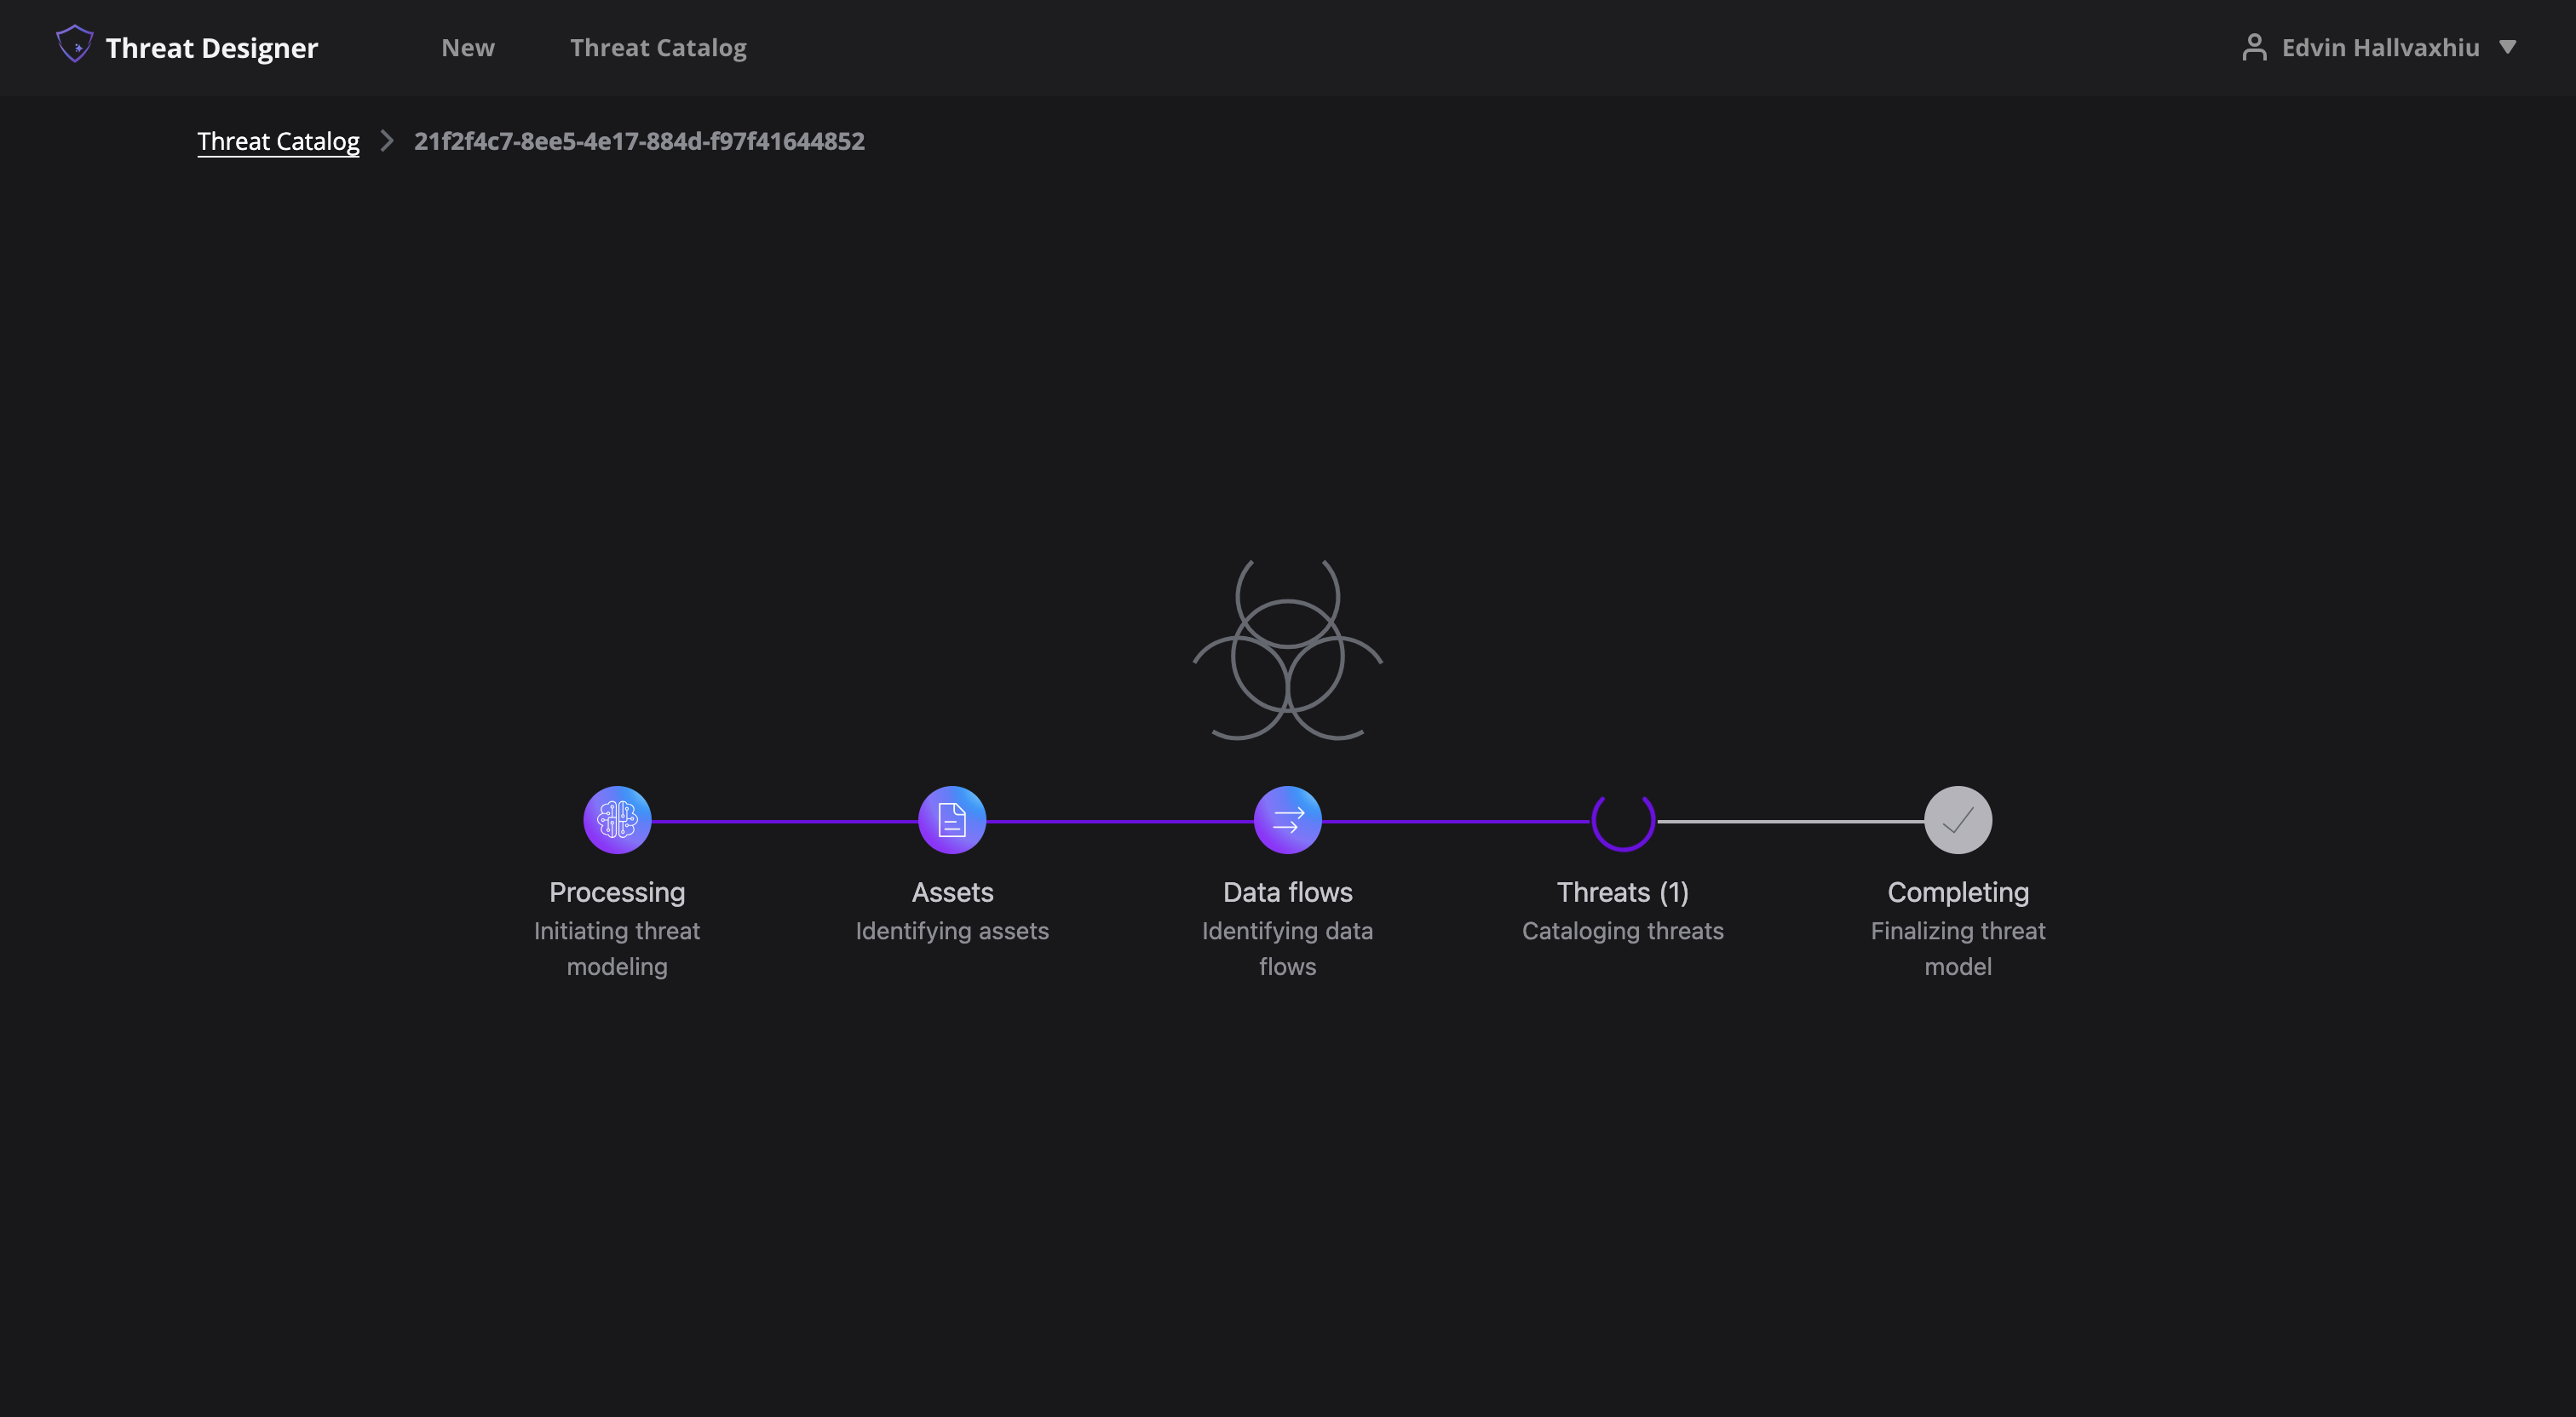 Threat Designer
New
Threat Catalog
Edvin Hallvaxhiu
Threat Catalog
21f2f4c7-8ee5-4e17-884d-f97f41644852
Processing
Initiating threat
modeling
Assets
Identifying assets
Data flows
Identifying data
flows
Threats (1)
Cataloging threats
Completing
Finalizing threat
model